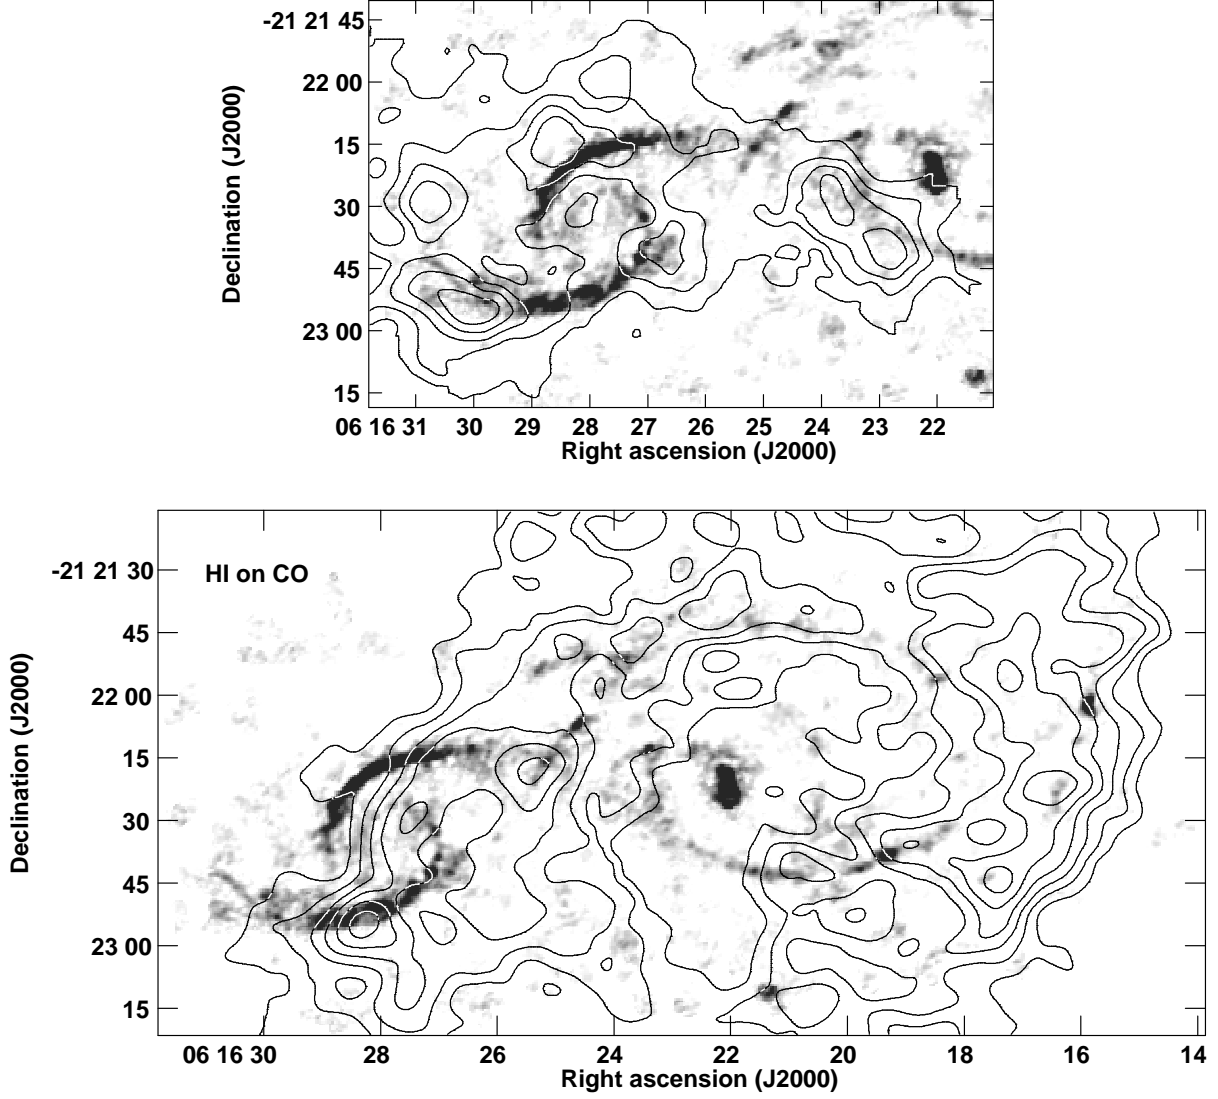 -21 21 45
22 00
15
30
45
23 00
15
Declination (J2000)
06 16 31 30 29 28 27 26 25 24 23 22
Right ascension (J2000)
HI on CO
-21 21 30
45
22 00
15
30
45
23 00
15
Declination (J2000)
06 16 30 28 26 24 22 20 18 16 14
Right ascension (J2000)